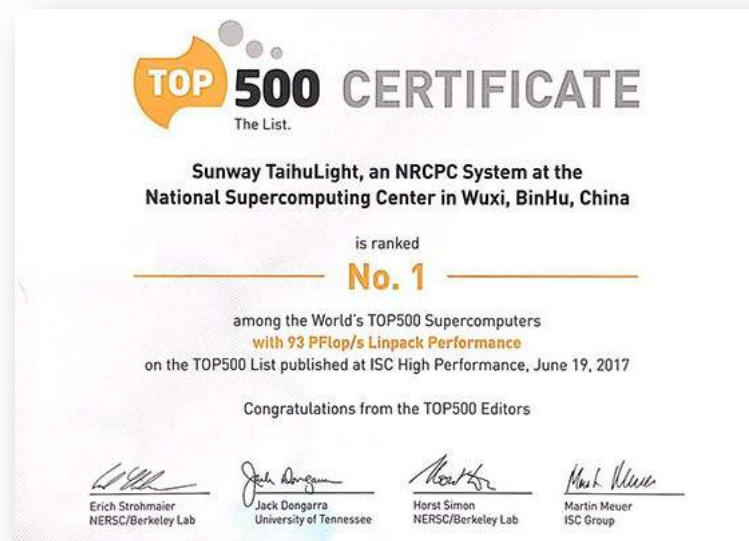 TOP 500 CERTIFICATE
The List.
Sunway TaihuLight, an NRCPC System at the
National Supercomputing Center in Wuxi, BinHu, China
is ranked
No. 1
among the World's TOP500 Supercomputers
with 93 PFlop/s Linpack Performance
on the TOP500 List published at ISC High Performance, June 19, 2017
Congratulations from the TOP500 Editors
Erich Strohmaier
NERSC/Berkeley Lab
Jack Dongarra
University of Tennessee
Horst Simon
NERSC/Berkeley Lab
Martin Meuer
ISC Group